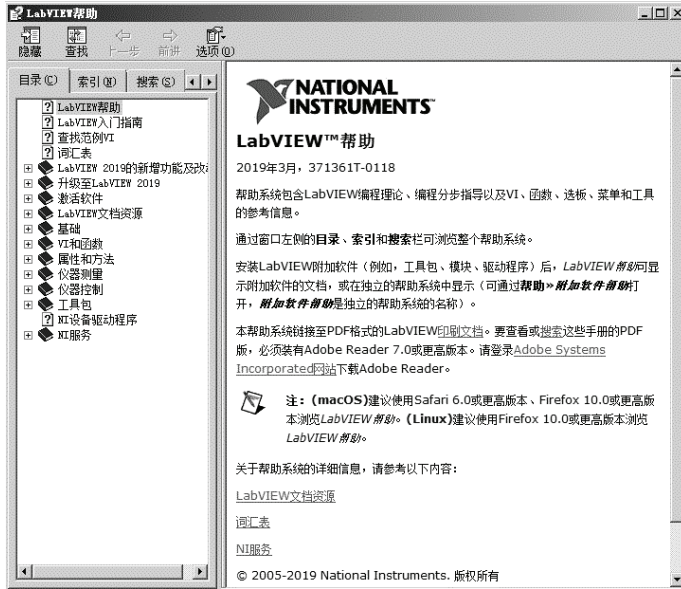 LabVIEW帮助
隐藏 查找 上一步 前进 选项(O)
目录(C) 索引(N) 搜索(S)
LabVIEW帮助
LabVIEW入门指南
查找范例VI
词汇表
LabVIEW 2019的新增功能及改
升级至LabVIEW 2019
激活软件
LabVIEW文档资源
基础
VI和函数
属性和方法
仪器测量
仪器控制
工具包
NI设备驱动程序
NI服务
NATIONAL
INSTRUMENTS™
LabVIEW™帮助
2019年3月，371361T-0118
帮助系统包含LabVIEW编程理论、编程分步指导以及VI、函数、选板、菜单和工具
的参考信息。
通过窗口左侧的目录、索引和搜索栏可浏览整个帮助系统。
安装LabVIEW附加软件（例如，工具包、模块、驱动程序）后，LabVIEW帮助可显
示附加软件的文档，或在独立的帮助系统中显示（可通过帮助»附加软件帮助打
开，附加软件帮助是独立的帮助系统的名称）。
本帮助系统链接至PDF格式的LabVIEW印刷文档。要查看或搜索这些手册的PDF
版，必须装有Adobe Reader 7.0或更高版本。请登录Adobe Systems
Incorporated网站下载Adobe Reader。
注：(macOS)建议使用Safari 6.0或更高版本、Firefox 10.0或更高版
本浏览LabVIEW帮助。(Linux)建议使用Firefox 10.0或更高版本浏览
LabVIEW帮助。
关于帮助系统的详细信息，请参考以下内容：
LabVIEW文档资源
词汇表
NI服务
© 2005-2019 National Instruments. 版权所有